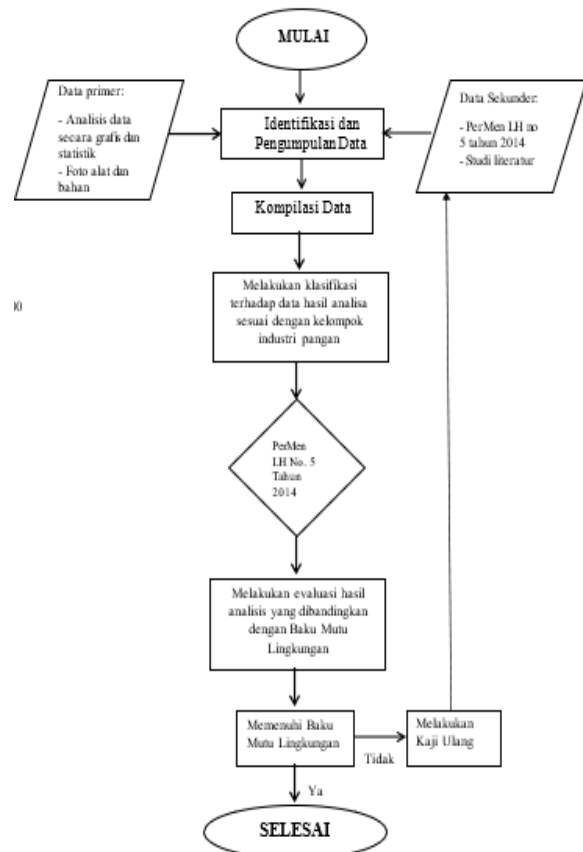 MULAI
Data primer:
- Analisis data
secara grafis dan
statistik
- Foto alat dan
bahan
Identifikasi dan
Pengumpulan Data
Data Sekunder:
- PerMen LH no
5 tahun 2014
- Studi literatur
Kompilasi Data
Melakukan klasifikasi
terhadap data hasil analisa
sesuai dengan kelompok
industri pangan
PerMen
LH No. 5
Tahun
2014
Melakukan evaluasi hasil
analisis yang dibandingkan
dengan Baku Mutu
Lingkungan
Memenuhi Baku
Mutu Lingkungan
Tidak
Melakukan
Kaji Ulang
Ya
SELESAI